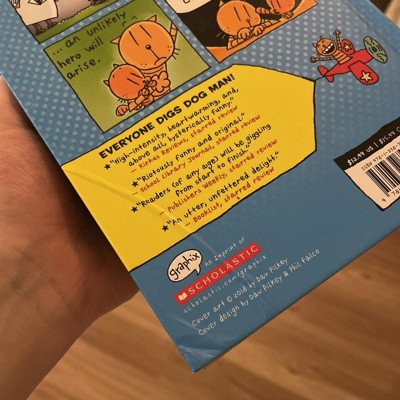 ... an unlikely
hero will
arise.
EVERYONE DIGS DOG MAN!
★ "High-intensity, heartwarming, and,
above all, hysterically funny."
— Kirkus Reviews, starred review
★ "Riotously funny and original."
— School Library Journal, starred review
★ "Readers (of any age) will be giggling
from start to finish."
— Publishers Weekly, starred review
★ "An utter, unfettered delight."
— Booklist, starred review
graphix
An imprint of
SCHOLASTIC
scholastic.com/graphix
Cover art © 2018 by Dav Pilkey
Cover design by Dav Pilkey & Phil Falco